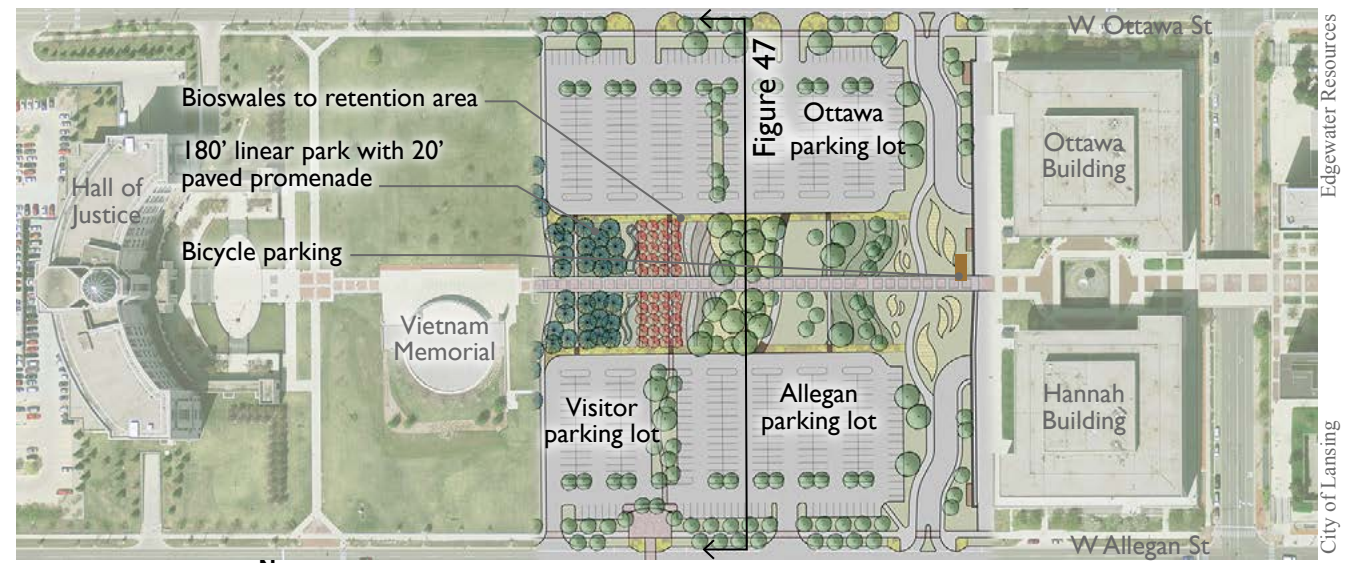 W Ottawa St
Bioswales to retention area
180’ linear park with 20’
paved promenade
Bicycle parking
Hall of
Justice
Vietnam
Memorial
Figure 47
Ottawa
parking lot
Ottawa
Building
Visitor
parking lot
Allegan
parking lot
Hannah
Building
W Allegan St
N
Edgewater Resources
City of Lansing